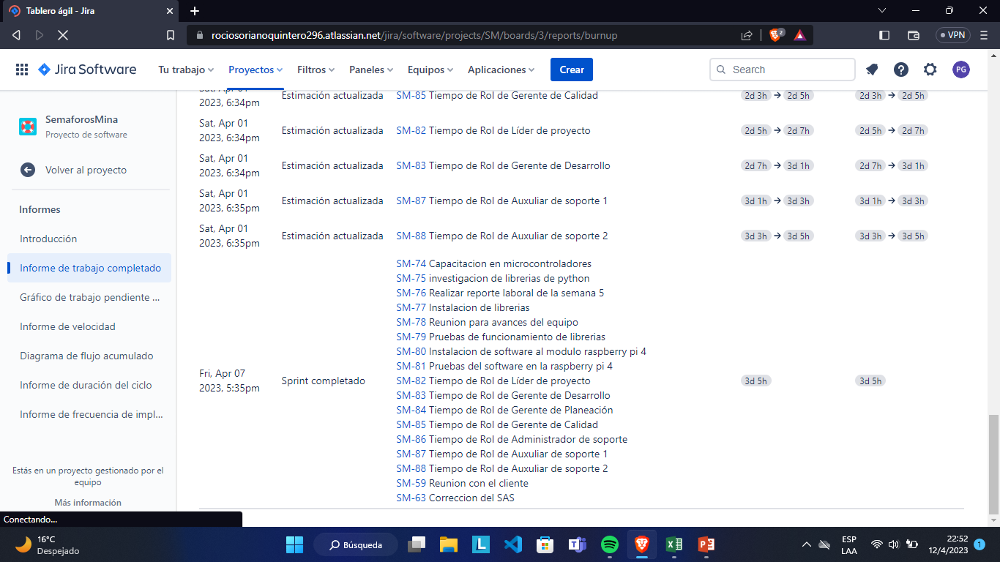 Tablero ágil - Jira
rociosorianoquintero296.atlassian.net/jira/software/projects/SM/boards/3/reports/burnup
2
VPN
Jira Software
Tu trabajo
Proyectos
Filtros
Paneles
Equipos
Aplicaciones
Crear
Search
PG
SemaforosMina
Proyecto de software
Volver al proyecto
Informes
Introducción
Informe de trabajo completado
Gráfico de trabajo pendiente ...
Informe de velocidad
Diagrama de flujo acumulado
Informe de duración del ciclo
Informe de frecuencia de impl...
Estás en un proyecto gestionado por el
equipo
Más información
Conectando...
Sat, Apr 01
2023, 6:34pm
Estimación actualizada
SM-85 Tiempo de Rol de Gerente de Calidad
2d 3h → 2d 5h
2d 3h → 2d 5h
Sat, Apr 01
2023, 6:34pm
Estimación actualizada
SM-82 Tiempo de Rol de Líder de proyecto
2d 5h → 2d 7h
2d 5h → 2d 7h
Sat, Apr 01
2023, 6:34pm
Estimación actualizada
SM-83 Tiempo de Rol de Gerente de Desarrollo
2d 7h → 3d 1h
2d 7h → 3d 1h
Sat, Apr 01
2023, 6:35pm
Estimación actualizada
SM-87 Tiempo de Rol de Auxuliar de soporte 1
3d 1h → 3d 3h
3d 1h → 3d 3h
Sat, Apr 01
2023, 6:35pm
Estimación actualizada
SM-88 Tiempo de Rol de Auxuliar de soporte 2
3d 3h → 3d 5h
3d 3h → 3d 5h
Fri, Apr 07
2023, 5:35pm
Sprint completado
SM-74 Capacitacion en microcontroladores
SM-75 investigacion de librerias de python
SM-76 Realizar reporte laboral de la semana 5
SM-77 Instalacion de librerias
SM-78 Reunion para avances del equipo
SM-79 Pruebas de funcionamiento de librerias
SM-80 Instalacion de software al modulo raspberry pi 4
SM-81 Pruebas del software en la raspberry pi 4
SM-82 Tiempo de Rol de Líder de proyecto
SM-83 Tiempo de Rol de Gerente de Desarrollo
SM-84 Tiempo de Rol de Gerente de Planeación
SM-85 Tiempo de Rol de Gerente de Calidad
SM-86 Tiempo de Rol de Administrador de soporte
SM-87 Tiempo de Rol de Auxuliar de soporte 1
SM-88 Tiempo de Rol de Auxuliar de soporte 2
SM-59 Reunion con el cliente
SM-63 Correccion del SAS
3d 5h
3d 5h
16°C
Despejado
Búsqueda
ESP
LAA
22:52
12/4/2023
1